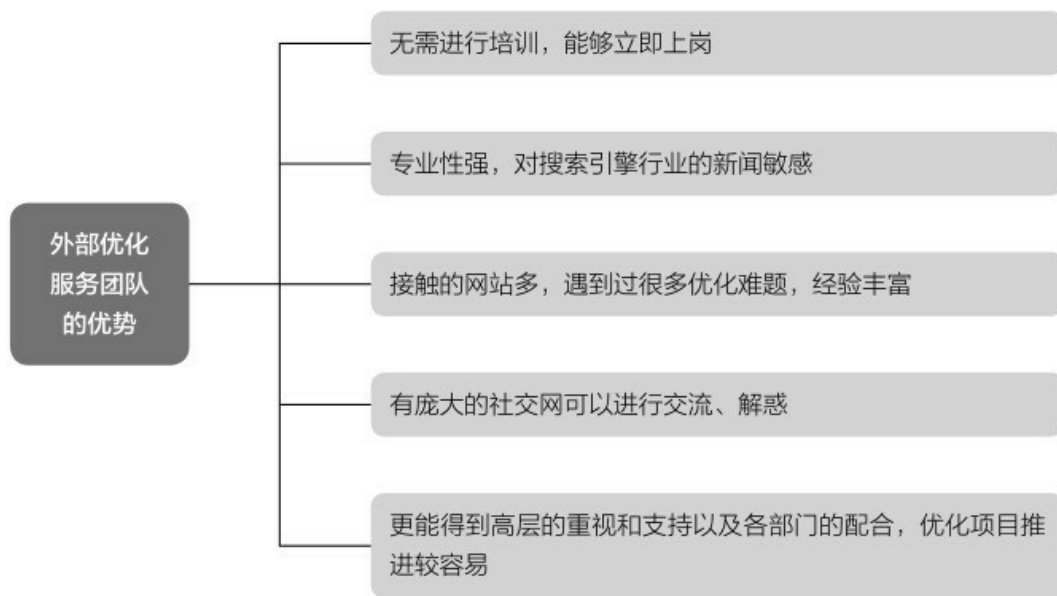 外部优化
服务团队
的优势
无需进行培训，能够立即上岗
专业性强，对搜索引擎行业的新闻敏感
接触的网站多，遇到过很多优化难题，经验丰富
有庞大的社交网可以进行交流、解惑
更能得到高层的重视和支持以及各部门的配合，优化项目推
进较容易